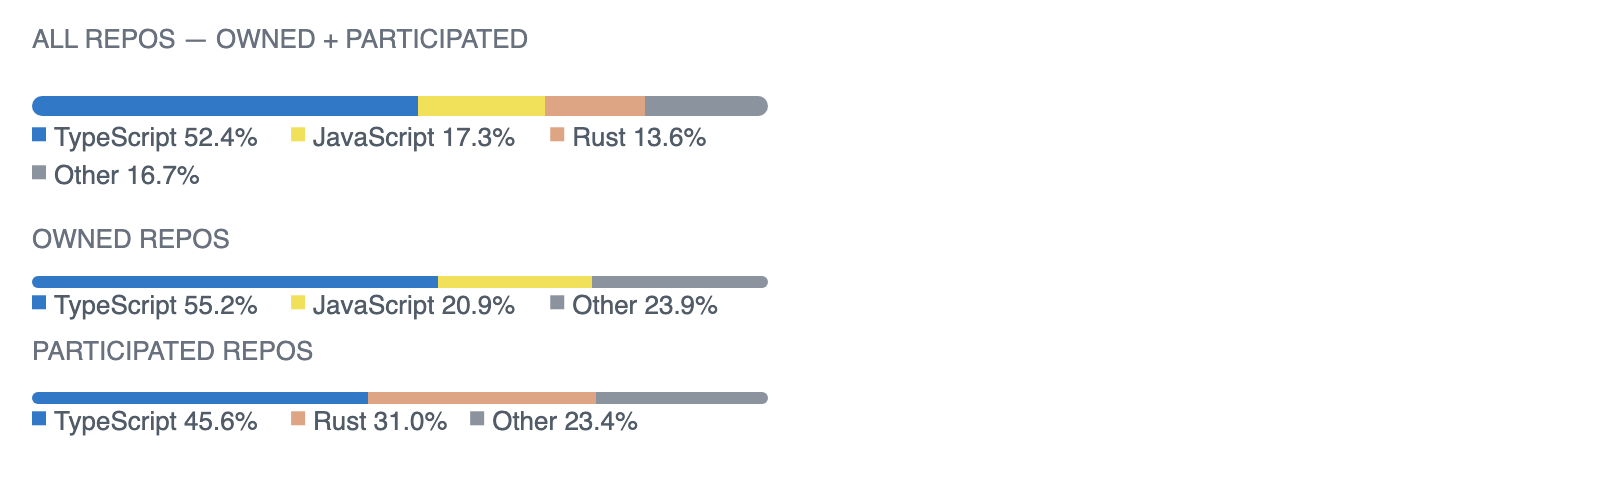 ALL REPOS — OWNED + PARTICIPATED
TypeScript 52.4% JavaScript 17.3% Rust 13.6%
Other 16.7%
OWNED REPOS
TypeScript 55.2% JavaScript 20.9% Other 23.9%
PARTICIPATED REPOS
TypeScript 45.6% Rust 31.0% Other 23.4%